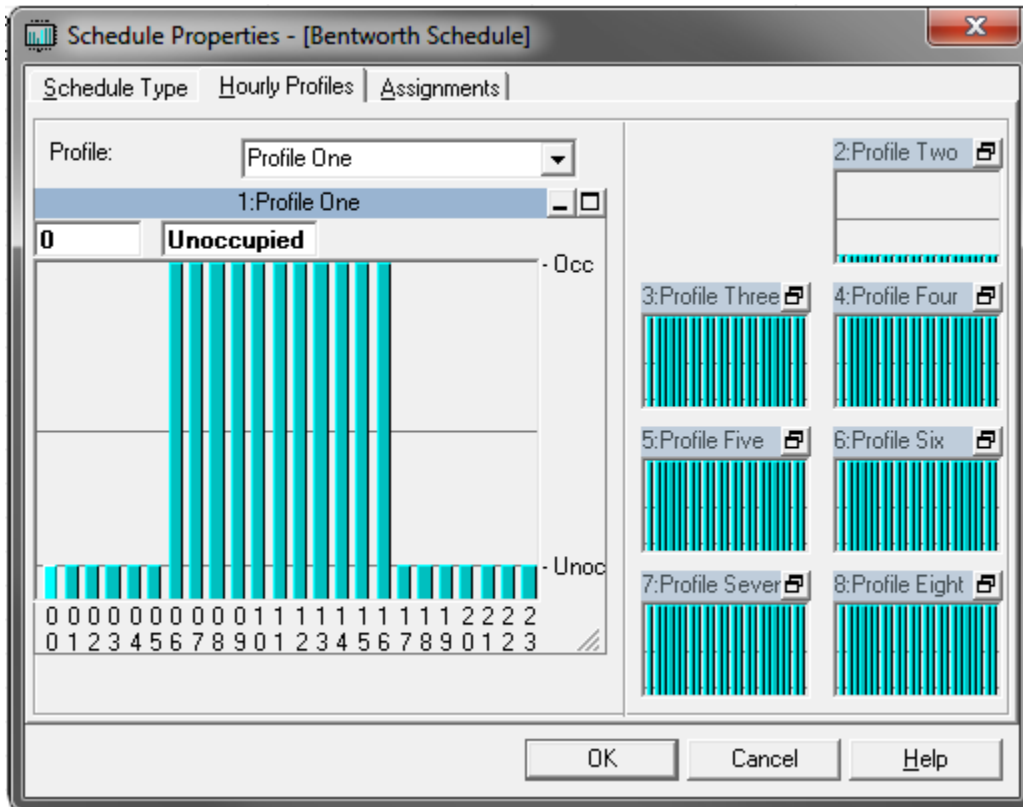 Schedule Properties - [Bentworth Schedule]
Schedule Type Hourly Profiles Assignments
Profile: Profile One
1:Profile One
0 Unoccupied
Occ
Unoc
0 0 0 0 0 0 0 0 0 0 1 1 1 1 1 1 1 1 1 1 2 2 2 2
0 1 2 3 4 5 6 7 8 9 0 1 2 3 4 5 6 7 8 9 0 1 2 3
2:Profile Two
3:Profile Three 4:Profile Four
5:Profile Five 6:Profile Six
7:Profile Sever 8:Profile Eight
OK Cancel Help